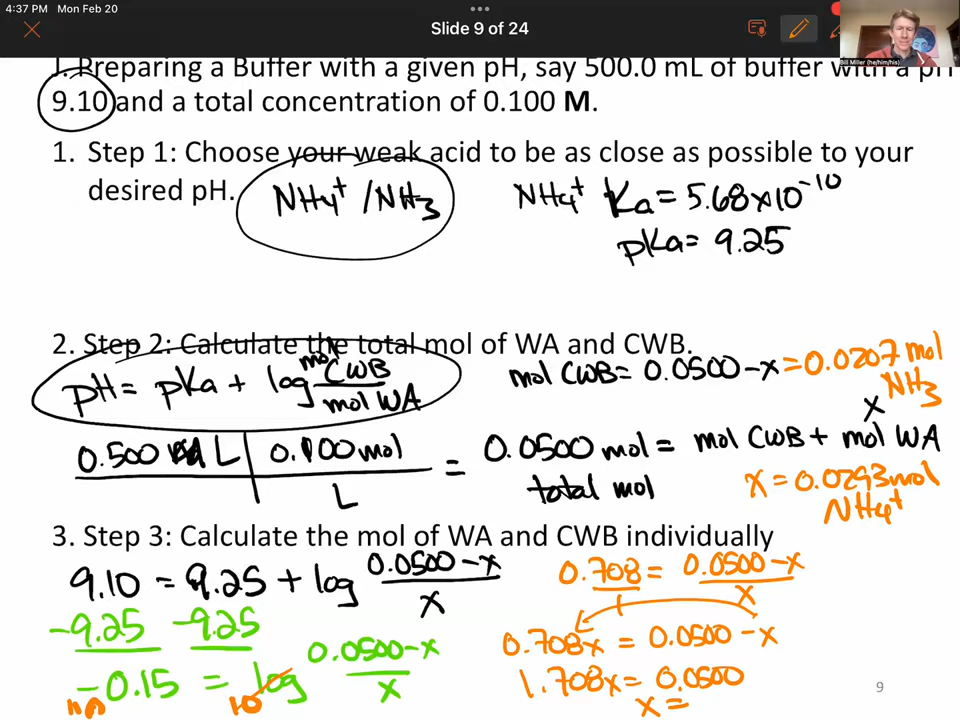 4:37 PM Mon Feb 20
Slide 9 of 24
Bill Miller (he/him/his)
J. Preparing a Buffer with a given pH, say 500.0 mL of buffer with a pH
9.10 and a total concentration of 0.100 M.
1. Step 1: Choose your weak acid to be as close as possible to your
desired pH. NH4+ /NH3
NH4+ Ka = 5.68x10-10
pKa = 9.25
2. Step 2: Calculate the total mol of WA and CWB.
pH = pKa + log mol CWB / mol WA
mol CWB = 0.0500 - x = 0.0207 mol NH3
0.500 L | 0.100 mol / L = 0.0500 mol total mol = mol CWB + mol WA
x
x = 0.0293 mol NH4+
3. Step 3: Calculate the mol of WA and CWB individually
9.10 = 9.25 + log 0.0500 - x / x
-9.25 -9.25
-0.15 = log 0.0500 - x / x
10 10
0.708 / 1 = 0.0500 - x / x
0.708x = 0.0500 - x
1.708x = 0.0500
x =
9